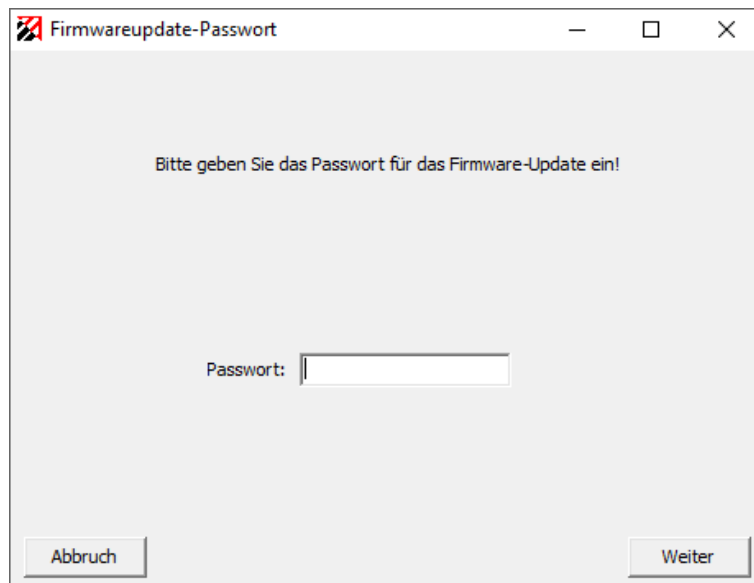 Firmwareupdate-Passwort
Bitte geben Sie das Passwort für das Firmware-Update ein!
Passwort:
Abbruch
Weiter